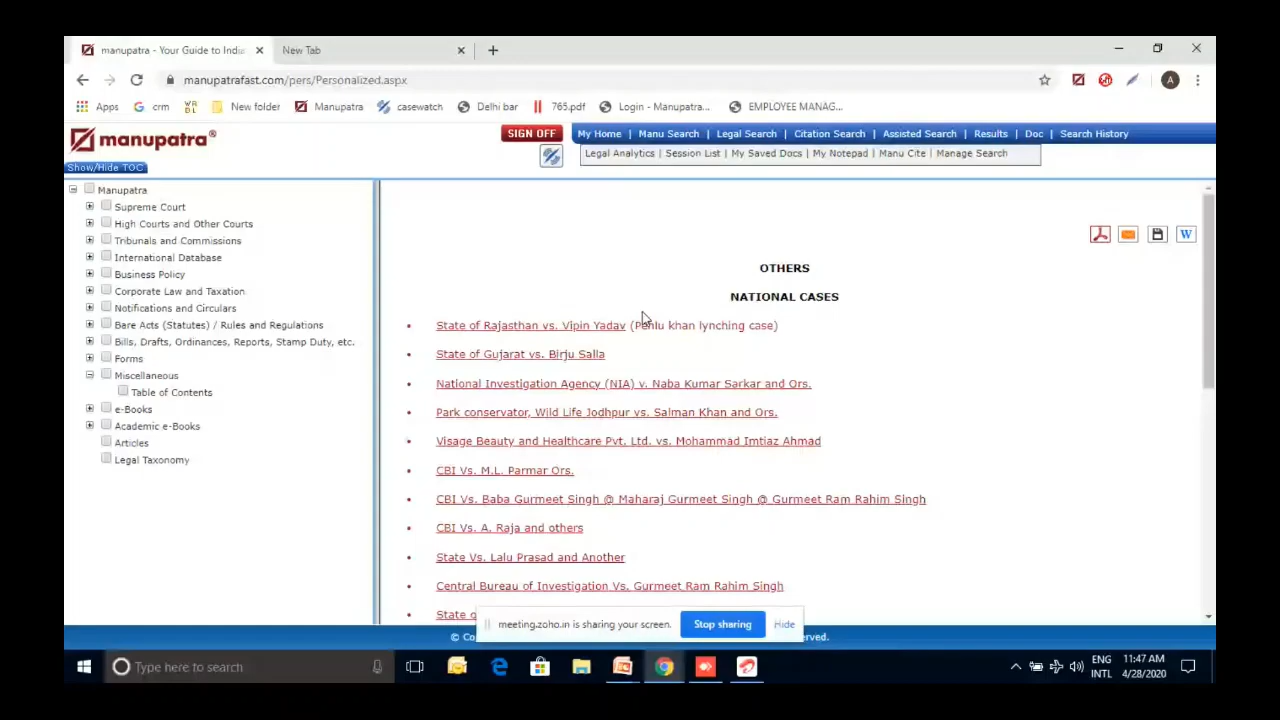 manupatra - Your Guide to India
New Tab
manupatrafast.com/pers/Personalized.aspx
A
Apps
crm
New folder
Manupatra
casewatch
Delhi bar
765.pdf
Login - Manupatra...
EMPLOYEE MANAG...
manupatra®
SIGN OFF
My Home | Manu Search | Legal Search | Citation Search | Assisted Search | Results | Doc | Search History
Legal Analytics | Session List | My Saved Docs | My Notepad | Manu Cite | Manage Search
Show/Hide TOC
Manupatra
Supreme Court
High Courts and Other Courts
Tribunals and Commissions
International Database
Business Policy
Corporate Law and Taxation
Notifications and Circulars
Bare Acts (Statutes) / Rules and Regulations
Bills, Drafts, Ordinances, Reports, Stamp Duty, etc.
Forms
Miscellaneous
Table of Contents
e-Books
Academic e-Books
Articles
Legal Taxonomy
OTHERS
NATIONAL CASES
• State of Rajasthan vs. Vipin Yadav (Pehlu khan lynching case)
• State of Gujarat vs. Birju Salla
• National Investigation Agency (NIA) v. Naba Kumar Sarkar and Ors.
• Park conservator, Wild Life Jodhpur vs. Salman Khan and Ors.
• Visage Beauty and Healthcare Pvt. Ltd. vs. Mohammad Imtiaz Ahmad
• CBI Vs. M.L. Parmar Ors.
• CBI Vs. Baba Gurmeet Singh @ Maharaj Gurmeet Singh @ Gurmeet Ram Rahim Singh
• CBI Vs. A. Raja and others
• State Vs. Lalu Prasad and Another
• Central Bureau of Investigation Vs. Gurmeet Ram Rahim Singh
• State
meeting.zoho.in is sharing your screen.
Stop sharing
Hide
Type here to search
ENG
INTL
11:47 AM
4/28/2020